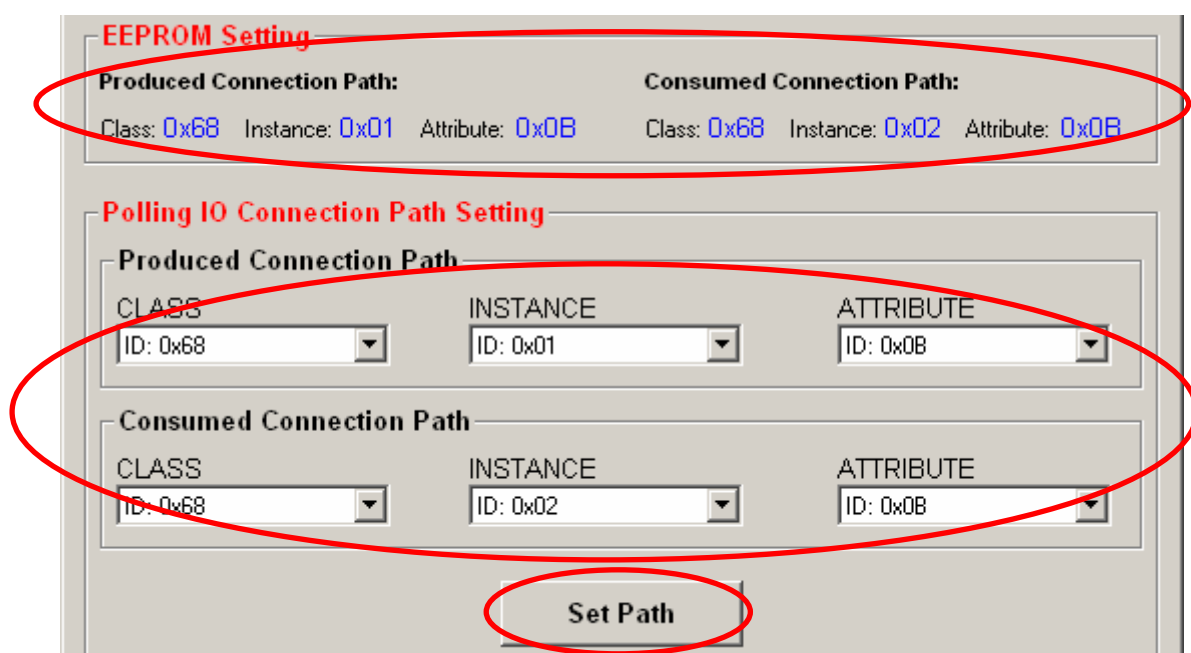 EEPROM Setting
Produced Connection Path: Consumed Connection Path:
Class: 0x68 Instance: 0x01 Attribute: 0x0B Class: 0x68 Instance: 0x02 Attribute: 0x0B
Polling IO Connection Path Setting
Produced Connection Path
CLASS INSTANCE ATTRIBUTE
ID: 0x68 ID: 0x01 ID: 0x0B
Consumed Connection Path
CLASS INSTANCE ATTRIBUTE
ID: 0x68 ID: 0x02 ID: 0x0B
Set Path